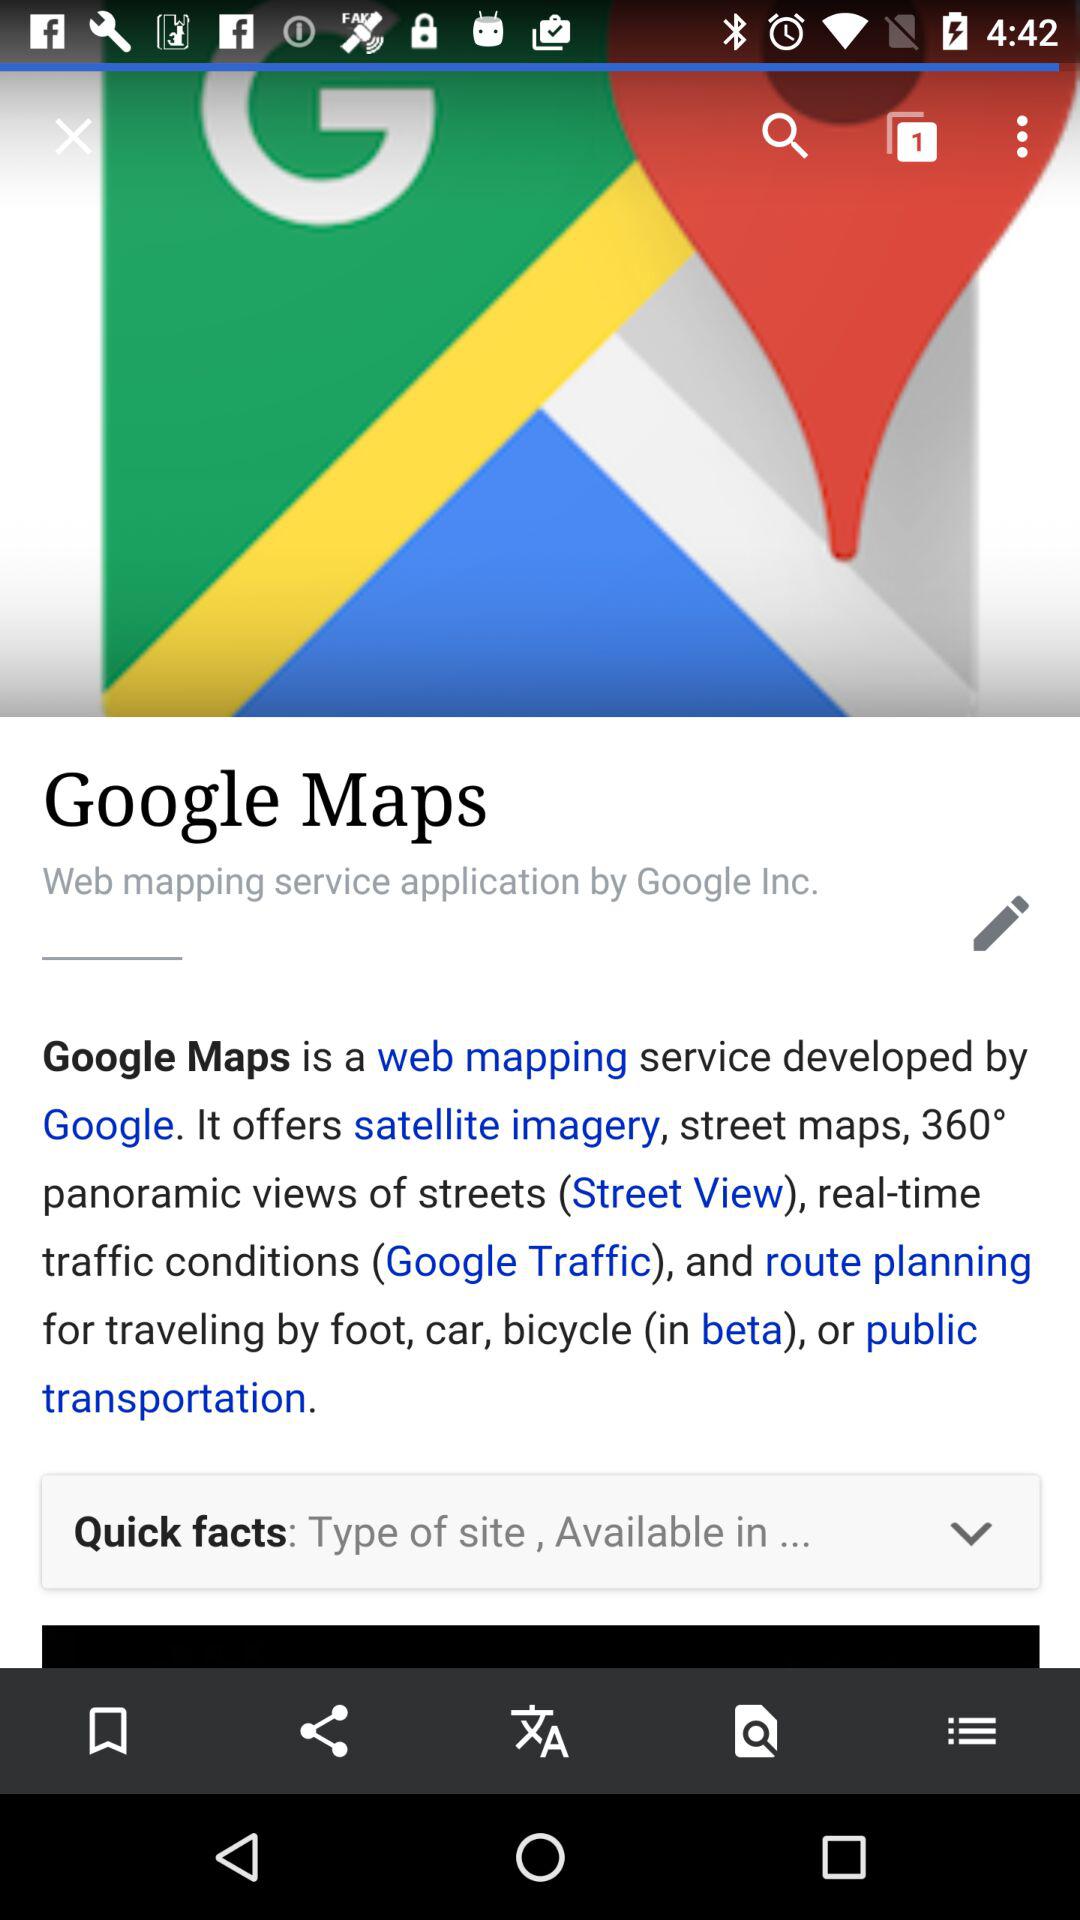 FAKE
4:42
G
1
Google Maps
Web mapping service application by Google Inc.
Google Maps is a web mapping service developed by
Google. It offers satellite imagery, street maps, 360°
panoramic views of streets (Street View), real-time
traffic conditions (Google Traffic), and route planning
for traveling by foot, car, bicycle (in beta), or public
transportation.
Quick facts: Type of site , Available in ...